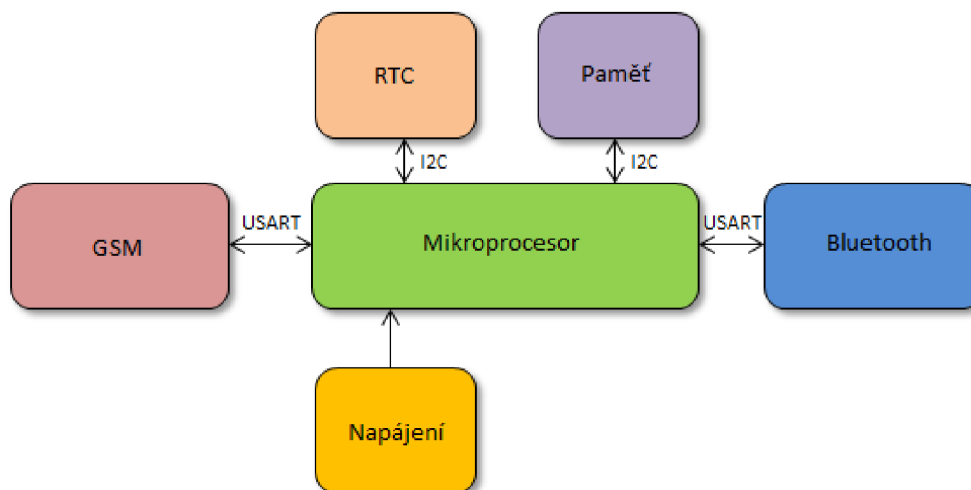 RTC
Paměť
I2C
I2C
GSM
USART
Mikroprocesor
USART
Bluetooth
Napájení